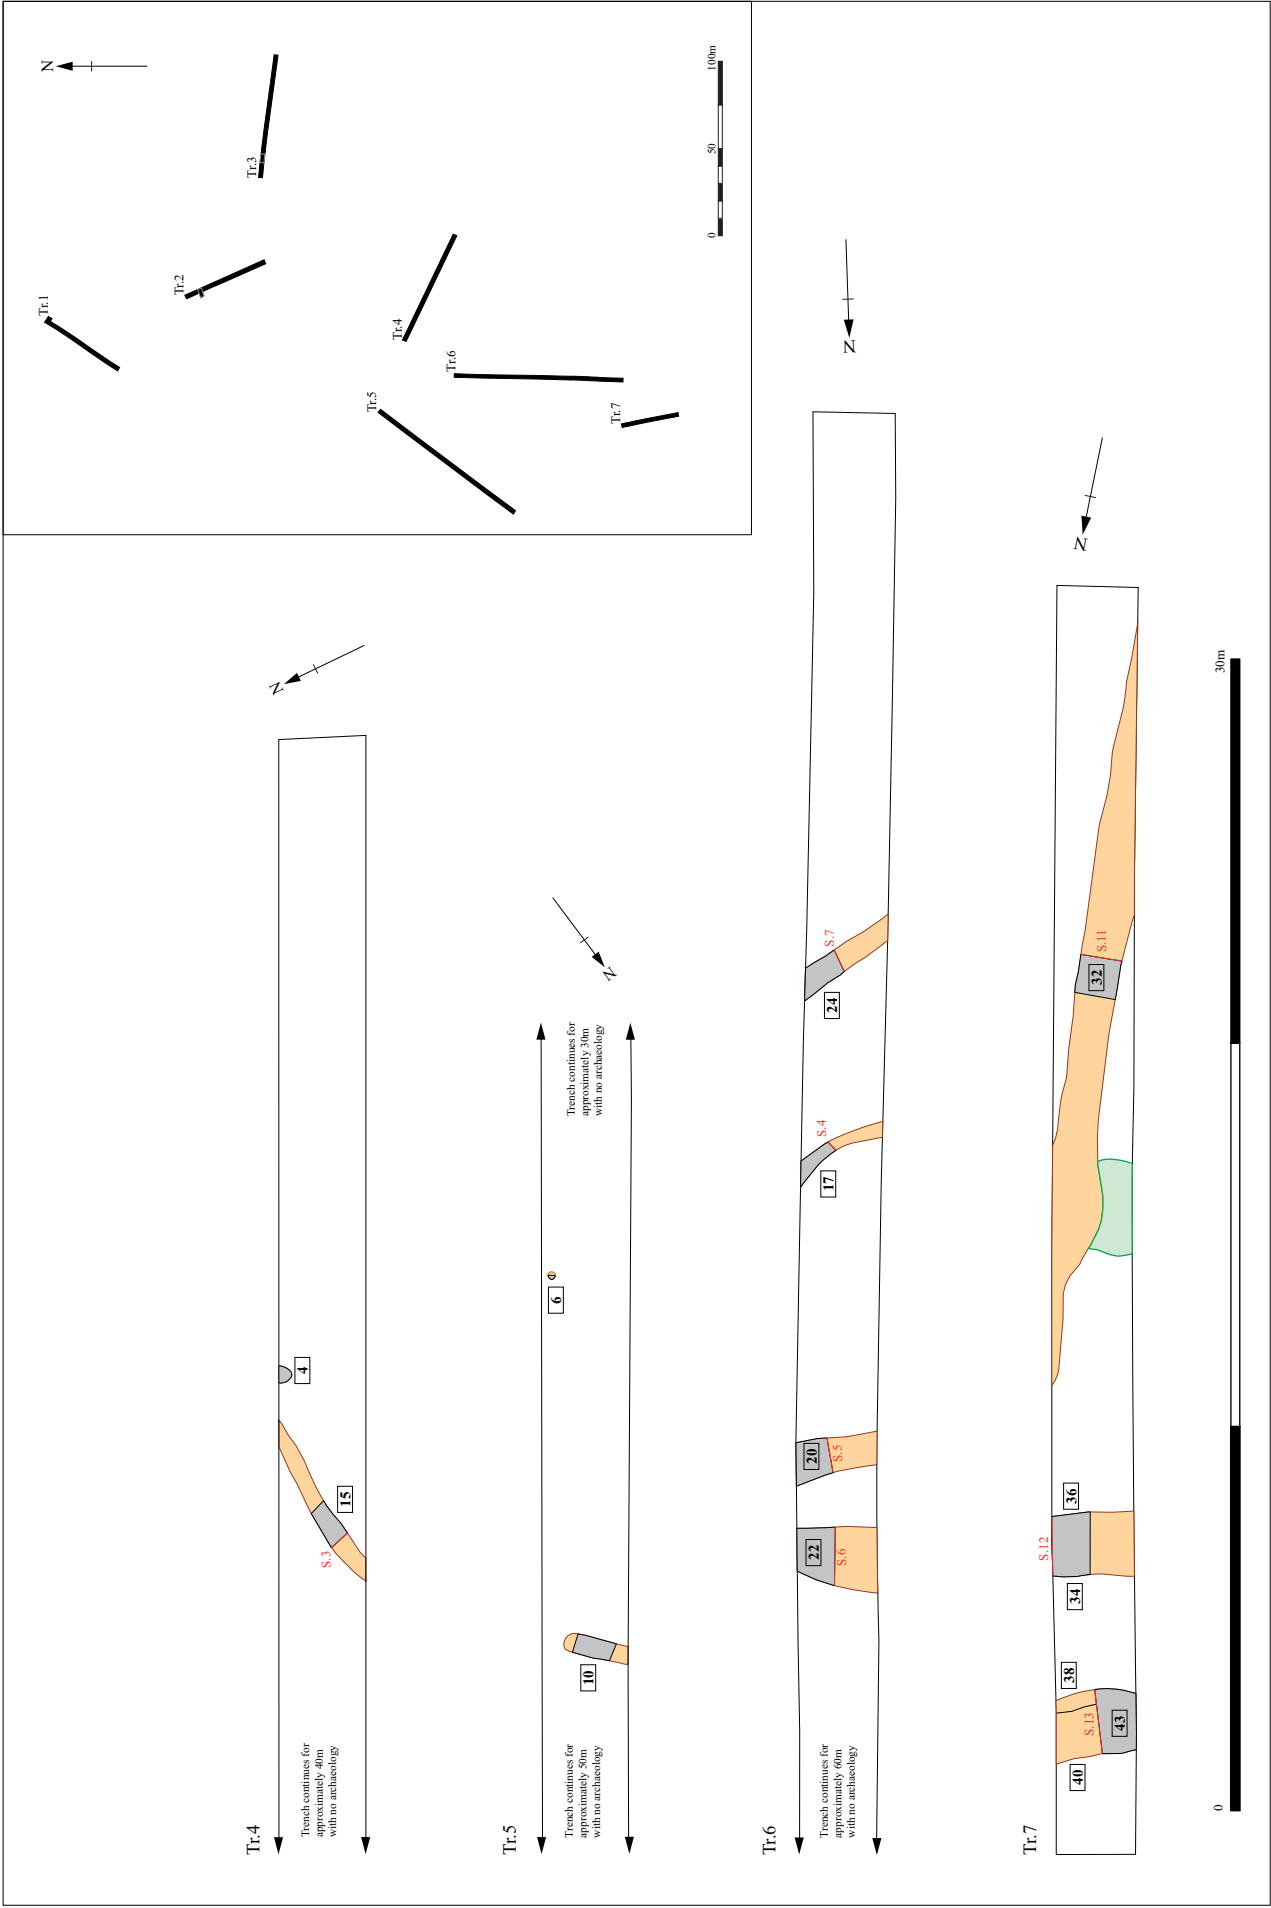 N
Tr.1
Tr.2
Tr.3
Tr.4
Tr.5
Tr.6
Tr.7
0
50
100m
Tr.4
N
Trench continues for
approximately 40m
with no archaeology
S.3
15
4
Tr.5
N
Trench continues for
approximately 50m
with no archaeology
10
6
Trench continues for
approximately 30m
with no archaeology
Tr.6
N
Trench continues for
approximately 60m
with no archaeology
22
S.6
20
S.5
17
S.4
24
S.7
Tr.7
N
40
S.13
43
38
34
S.12
36
32
S.11
0
30m